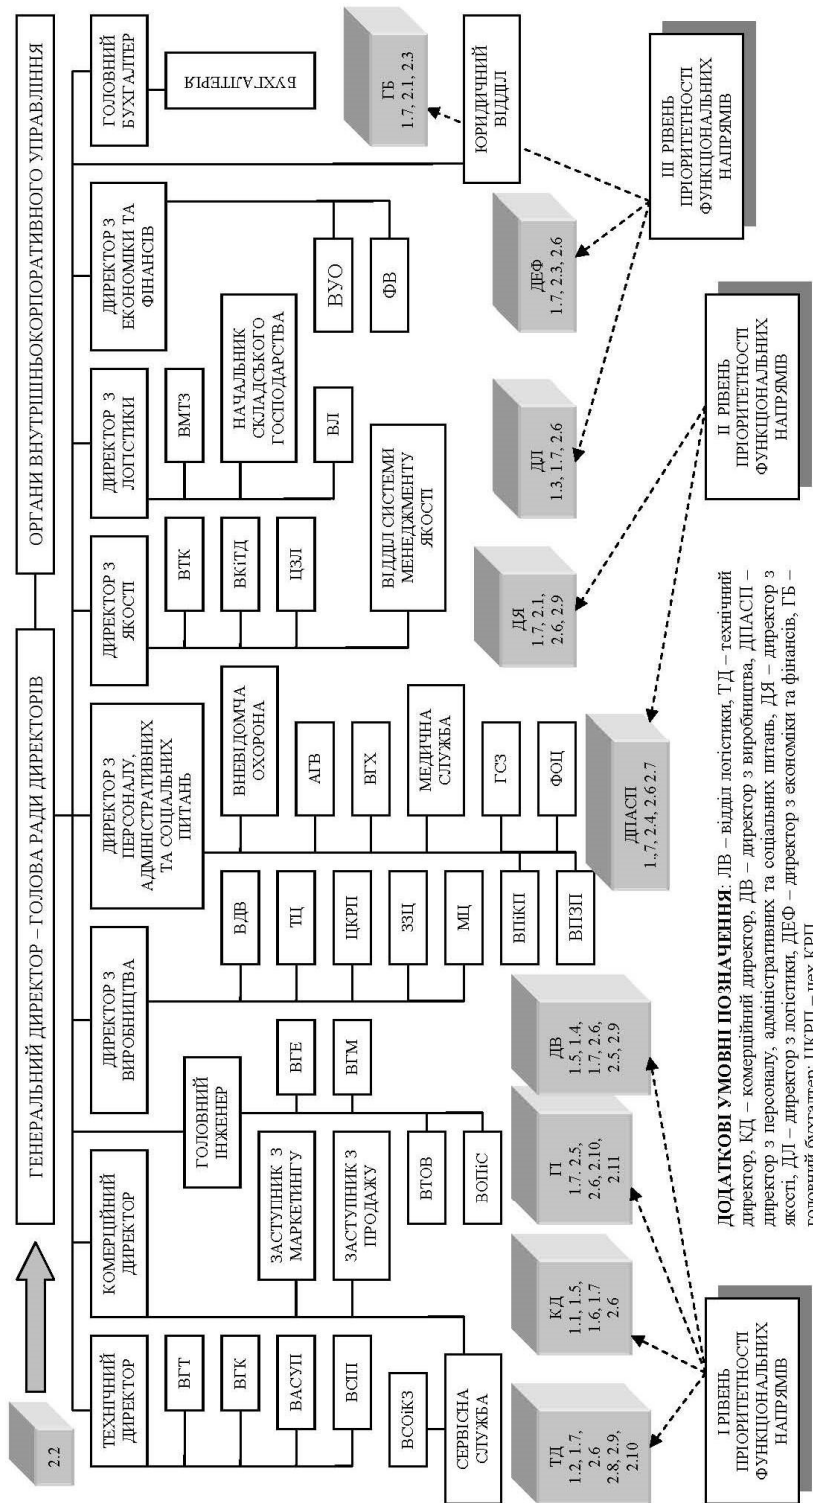 2.2
ГЕНЕРАЛЬНИЙ ДИРЕКТОР – ГОЛОВА РАДИ ДИРЕКТОРІВ
ОРГАНИ ВНУТРІШНЬОКОРПОРАТИВНОГО УПРАВЛІННЯ
ТЕХНІЧНИЙ
ДИРЕКТОР
ВГТ
ВГК
ВАСУП
ВСПП
ВСОіКЗ
СЕРВІСНА
СЛУЖБА
КОМЕРЦІЙНИЙ
ДИРЕКТОР
ЗАСТУПНИК З
МАРКЕТИНГУ
ЗАСТУПНИК З
ПРОДАЖУ
ГОЛОВНИЙ
ІНЖЕНЕР
ВГЕ
ВГМ
ВТОВ
ВОПіС
ДИРЕКТОР З
ВИРОБНИЦТВА
ВДВ
ТЦ
ЦКРП
ЗЗЦ
МЦ
ДИРЕКТОР З
ПЕРСОНАЛУ,
АДМІНІСТРАТИВНИХ
ТА СОЦІАЛЬНИХ
ПИТАНЬ
ВНЕВІДОМЧА
ОХОРОНА
АГВ
ВГХ
МЕДИЧНА
СЛУЖБА
ГСЗ
ФОЦ
ВПіКП
ВПЗП
ДИРЕКТОР З
ЯКОСТІ
ВТК
ВКіТД
ЦЗЛ
ВІДДІЛ СИСТЕМИ
МЕНЕДЖМЕНТУ
ЯКОСТІ
ДИРЕКТОР З
ЛОГІСТИКИ
ВМТЗ
НАЧАЛЬНИК
СКЛАДСЬКОГО
ГОСПОДАРСТВА
ВЛ
ДИРЕКТОР З
ЕКОНОМІКИ ТА
ФІНАНСІВ
ВУО
ФВ
ГОЛОВНИЙ
БУХГАЛТЕР
БУХГАЛТЕРІЯ
ЮРИДИЧНИЙ
ВІДДІЛ
ТД
1.2, 1.7,
2.6
2.8, 2.9,
2.10
КД
1.1, 1.5,
1.6, 1.7
2.6
ГІ
1.7. 2.5,
2.6, 2.10,
2.11
ДВ
1.5, 1.4,
1.7, 2.6,
2.5, 2.9
ДПАСП
1.,7, 2.4, 2.6 2.7
ДЯ
1.7, 2.1,
2.6, 2.9
ДЛ
1.3, 1.7, 2.6
ДЕФ
1.7, 2.3, 2.6
ГБ
1.7, 2.1, 2.3
І РІВЕНЬ
ПРІОРИТЕТНОСТІ
ФУНКЦІОНАЛЬНИХ
НАПРЯМІВ
ІІ РІВЕНЬ
ПРІОРИТЕТНОСТІ
ФУНКЦІОНАЛЬНИХ
НАПРЯМІВ
ІІІ РІВЕНЬ
ПРІОРИТЕТНОСТІ
ФУНКЦІОНАЛЬНИХ
НАПРЯМІВ
ДОДАТКОВІ УМОВНІ ПОЗНАЧЕННЯ: ЛВ – відділ логістики, ТД – технічний
директор, КД – комерційний директор, ДВ – директор з виробництва, ДПАСП –
директор з персоналу, адміністративних та соціальних питань, ДЯ – директор з
якості, ДЛ – директор з логістики, ДЕФ – директор з економіки та фінансів, ГБ –
головний бухгалтер; ЦКРП – цех КРП